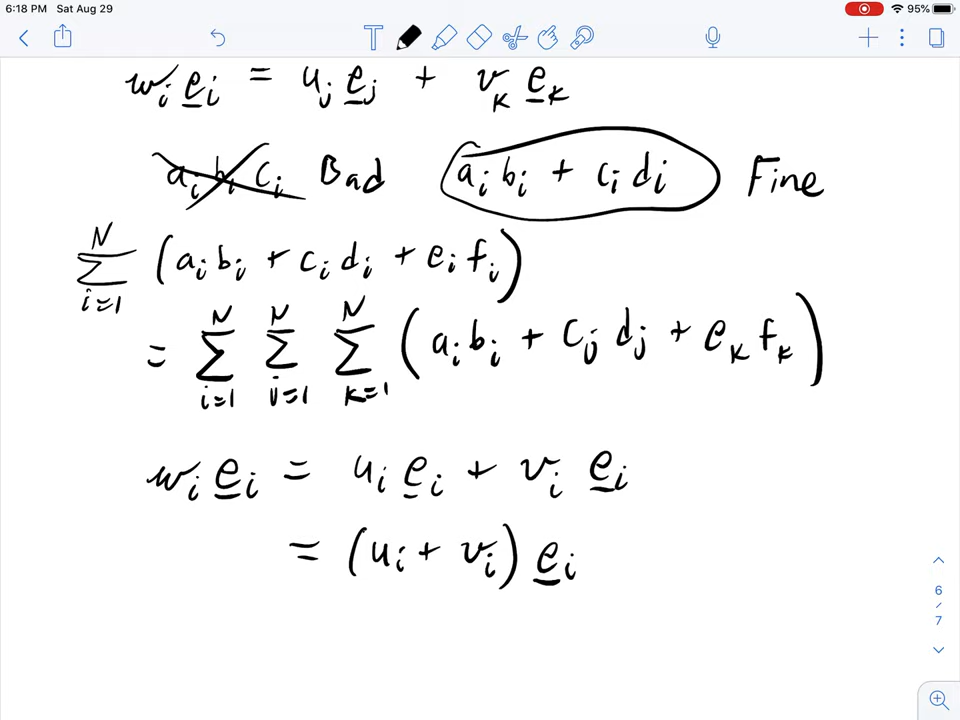 6:18 PM Sat Aug 29 95%
w_i e_i = u_j e_j + v_k e_k
a_i b_i c_i Bad a_i b_i + c_i d_i Fine
∑_{i=1}^{N} (a_i b_i + c_i d_i + e_i f_i)
= ∑_{i=1}^{N} ∑_{j=1}^{N} ∑_{k=1}^{N} (a_i b_i + c_j d_j + e_k f_k)
w_i e_i = u_i e_i + v_i e_i
= (u_i + v_i) e_i
6 / 7